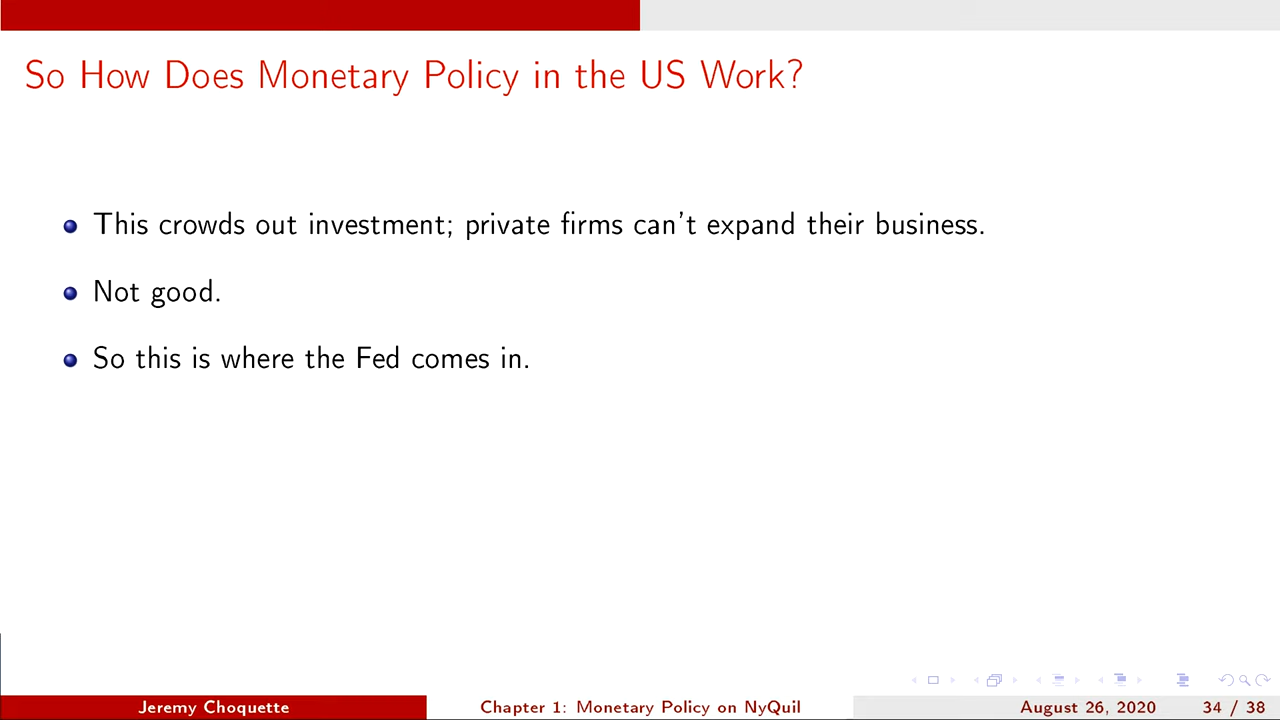 So How Does Monetary Policy in the US Work?
This crowds out investment; private firms can't expand their business.
Not good.
So this is where the Fed comes in.
Jeremy Choquette
Chapter 1: Monetary Policy on NyQuil
August 26, 2020
34 / 38